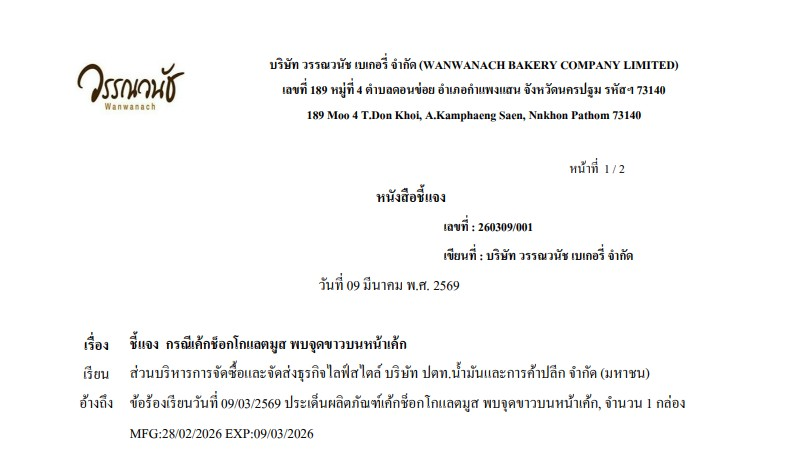 วรรณวนัช
Wanwanach
บริษัท วรรณวนัช เบเกอรี่ จำกัด (WANWANACH BAKERY COMPANY LIMITED)
เลขที่ 189 หมู่ที่ 4 ตำบลดอนข่อย อำเภอกำแพงแสน จังหวัดนครปฐม รหัสฯ 73140
189 Moo 4 T.Don Khoi, A.Kamphaeng Saen, Nnkhon Pathom 73140
หน้าที่ 1 / 2
หนังสือชี้แจง
เลขที่ : 260309/001
เขียนที่ : บริษัท วรรณวนัช เบเกอรี่ จำกัด
วันที่ 09 มีนาคม พ.ศ. 2569
เรื่อง ชี้แจง กรณีเค้กช็อกโกแลตมูส พบจุดขาวบนหน้าเค้ก
เรียน ส่วนบริหารการจัดซื้อและจัดส่งธุรกิจไลฟ์สไตล์ บริษัท ปตท.น้ำมันและการค้าปลีก จำกัด (มหาชน)
อ้างถึง ข้อร้องเรียนวันที่ 09/03/2569 ประเด็นผลิตภัณฑ์เค้กช็อกโกแลตมูส พบจุดขาวบนหน้าเค้ก, จำนวน 1 กล่อง
MFG:28/02/2026 EXP:09/03/2026